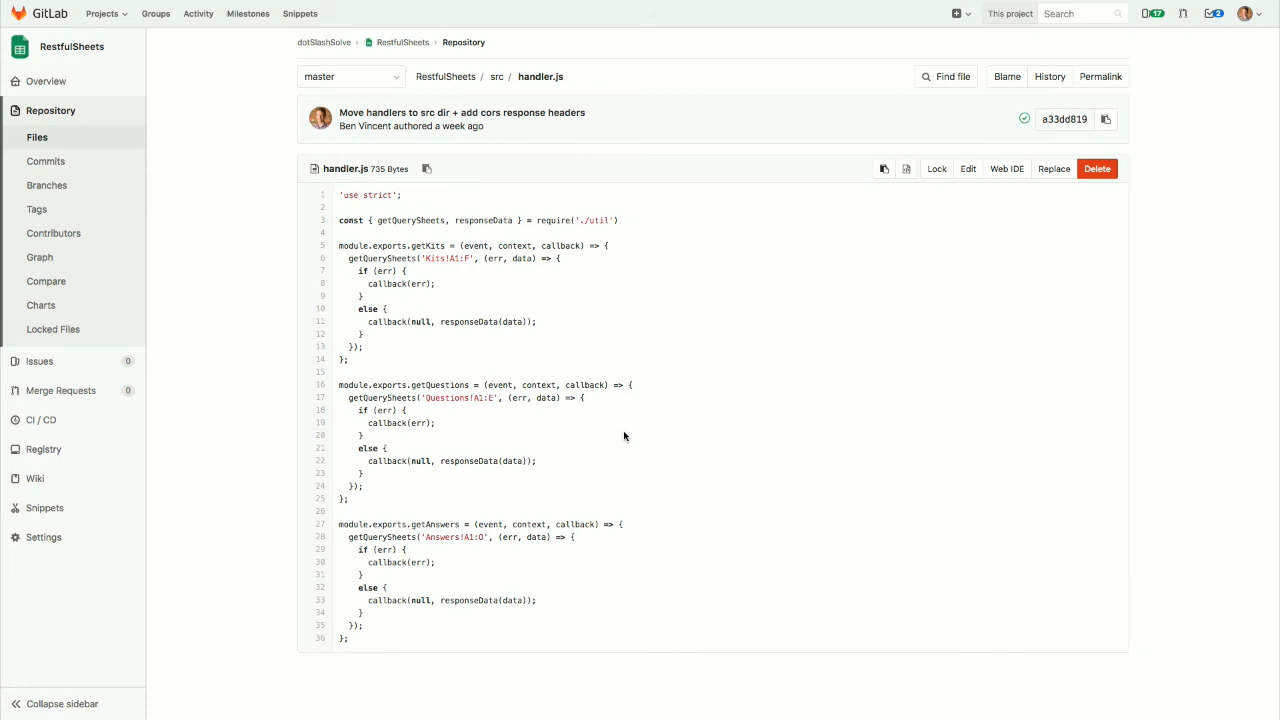 GitLab Projects Groups Activity Milestones Snippets This project Search 17 2
RestfulSheets
Overview
Repository
Files
Commits
Branches
Tags
Contributors
Graph
Compare
Charts
Locked Files
Issues 0
Merge Requests 0
CI / CD
Registry
Wiki
Snippets
Settings
Collapse sidebar
dotSlashSolve › RestfulSheets › Repository
master RestfulSheets / src / handler.js Find file Blame History Permalink
Move handlers to src dir + add cors response headers
Ben Vincent authored a week ago
a33dd819
handler.js 735 Bytes Lock Edit Web IDE Replace Delete
1 'use strict';
2
3 const { getQuerySheets, responseData } = require('./util')
4
5 module.exports.getKits = (event, context, callback) => {
6 getQuerySheets('Kits!A1:F', (err, data) => {
7 if (err) {
8 callback(err);
9 }
10 else {
11 callback(null, responseData(data));
12 }
13 });
14 };
15
16 module.exports.getQuestions = (event, context, callback) => {
17 getQuerySheets('Questions!A1:E', (err, data) => {
18 if (err) {
19 callback(err);
20 }
21 else {
22 callback(null, responseData(data));
23 }
24 });
25 };
26
27 module.exports.getAnswers = (event, context, callback) => {
28 getQuerySheets('Answers!A1:O', (err, data) => {
29 if (err) {
30 callback(err);
31 }
32 else {
33 callback(null, responseData(data));
34 }
35 });
36 };